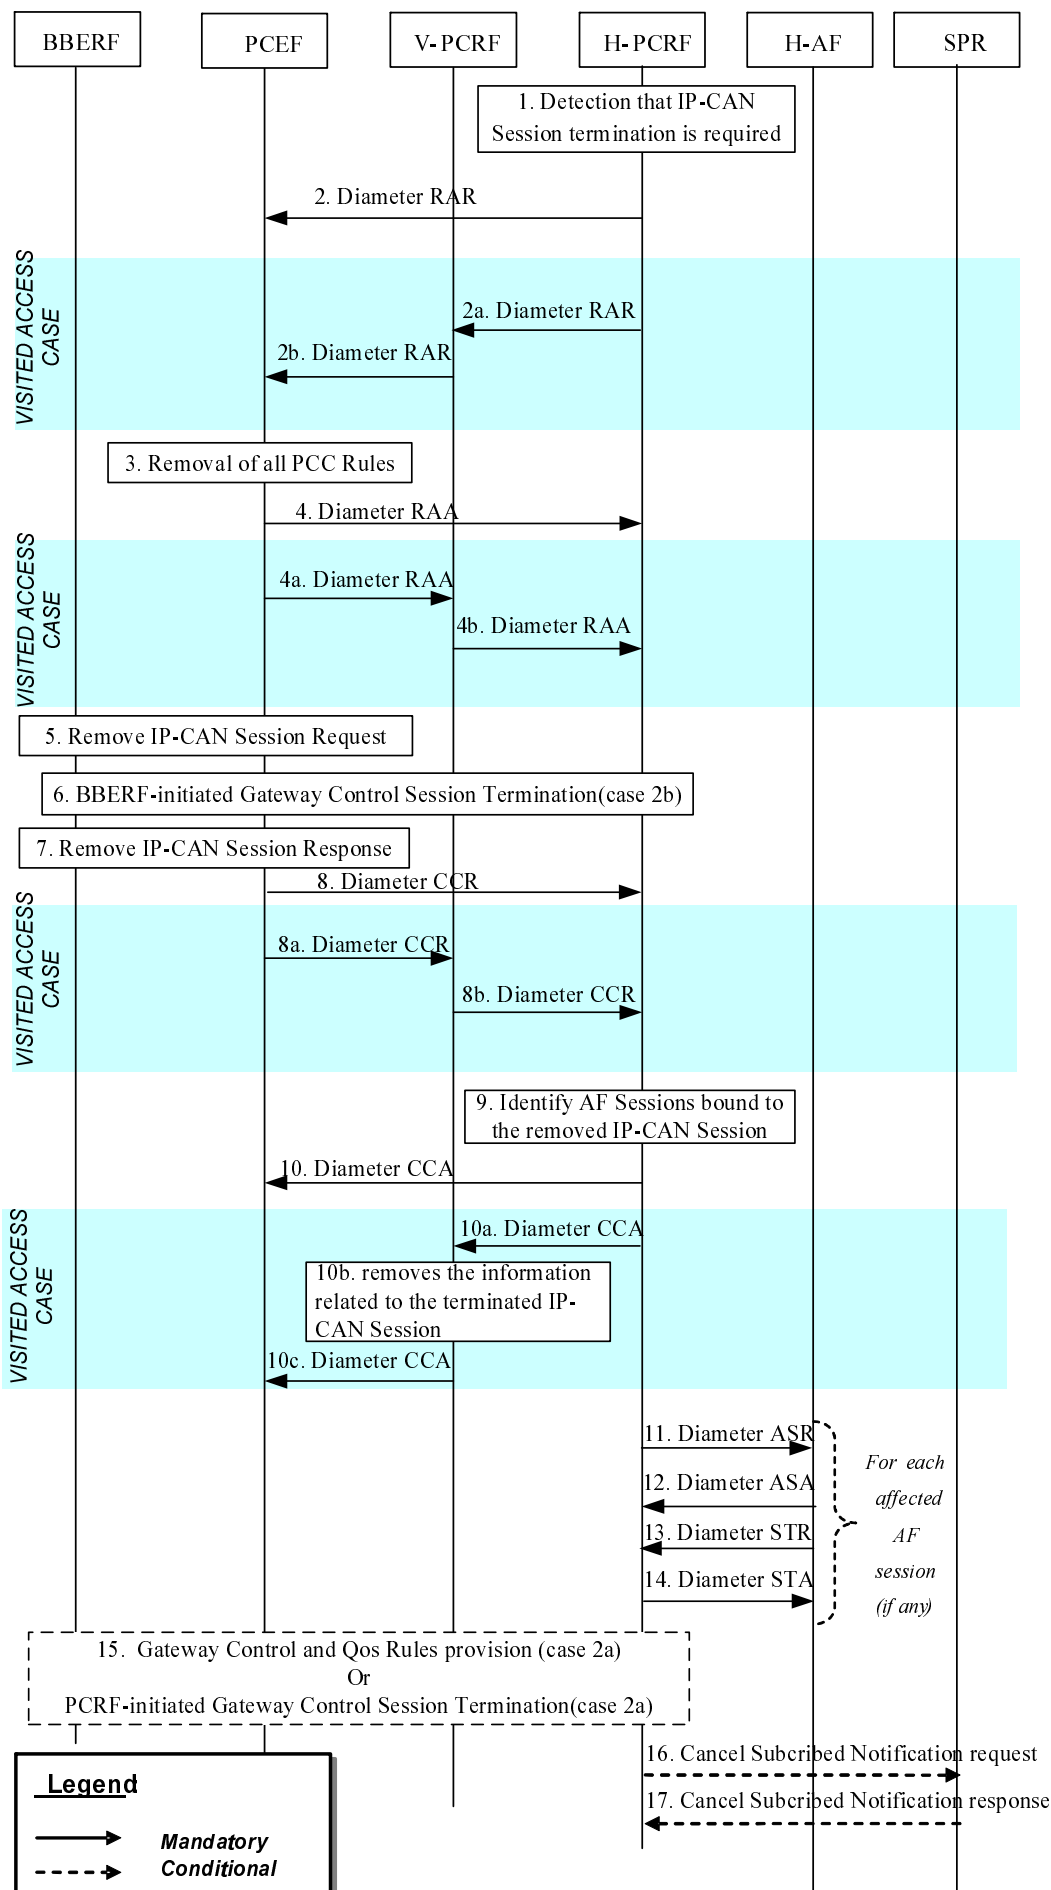 BBERF
PCEF
V-PCRF
H-PCRF
H-AF
SPR
1. Detection that IP-CAN
Session termination is required
2. Diameter RAR
VISITED ACCESS
CASE
2a. Diameter RAR
2b. Diameter RAR
3. Removal of all PCC Rules
4. Diameter RAA
VISITED ACCESS
CASE
4a. Diameter RAA
4b. Diameter RAA
5. Remove IP-CAN Session Request
6. BBERF-initiated Gateway Control Session Termination(case 2b)
7. Remove IP-CAN Session Response
8. Diameter CCR
VISITED ACCESS
CASE
8a. Diameter CCR
8b. Diameter CCR
9. Identify AF Sessions bound to
the removed IP-CAN Session
10. Diameter CCA
VISITED ACCESS
CASE
10a. Diameter CCA
10b. removes the information
related to the terminated IP-
CAN Session
10c. Diameter CCA
11. Diameter ASR
12. Diameter ASA
13. Diameter STR
14. Diameter STA
For each
affected
AF
session
(if any)
15. Gateway Control and Qos Rules provision (case 2a)
Or
PCRF-initiated Gateway Control Session Termination(case 2a)
16. Cancel Subcribed Notification request
17. Cancel Subcribed Notification response
Legend:
Mandatory
Conditional